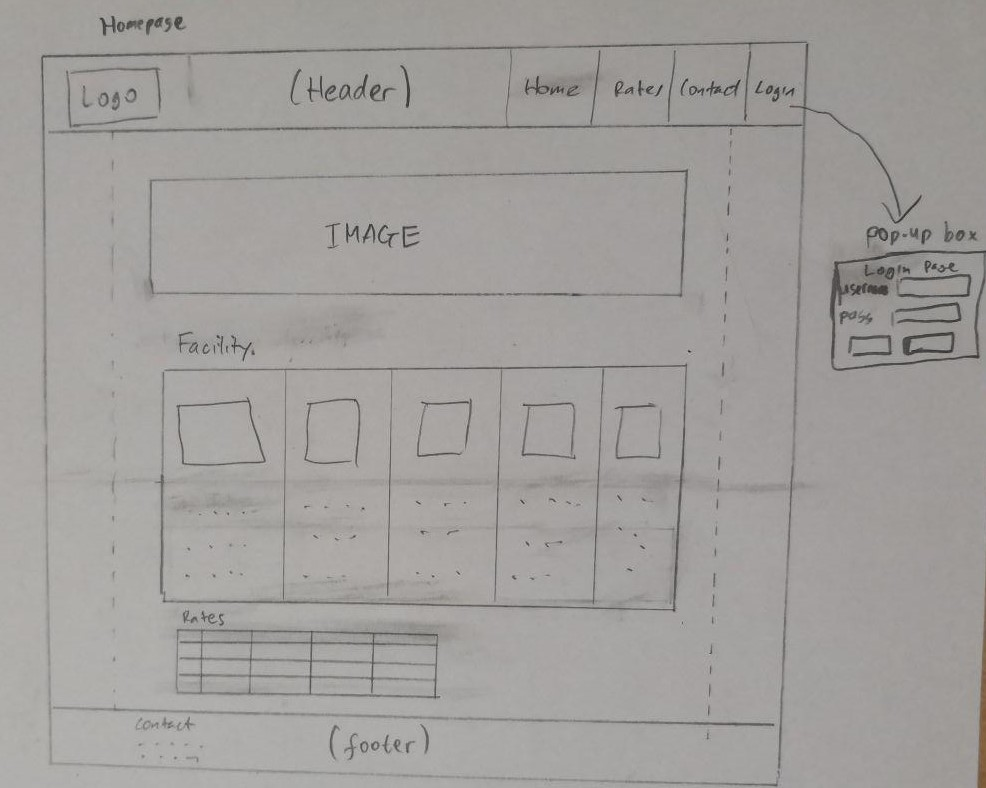 Homepage
Logo
(Header)
Home
Rates
Contact
Login
IMAGE
pop-up box
Login Page
pass
Facility.
Rates
Contact
(footer)